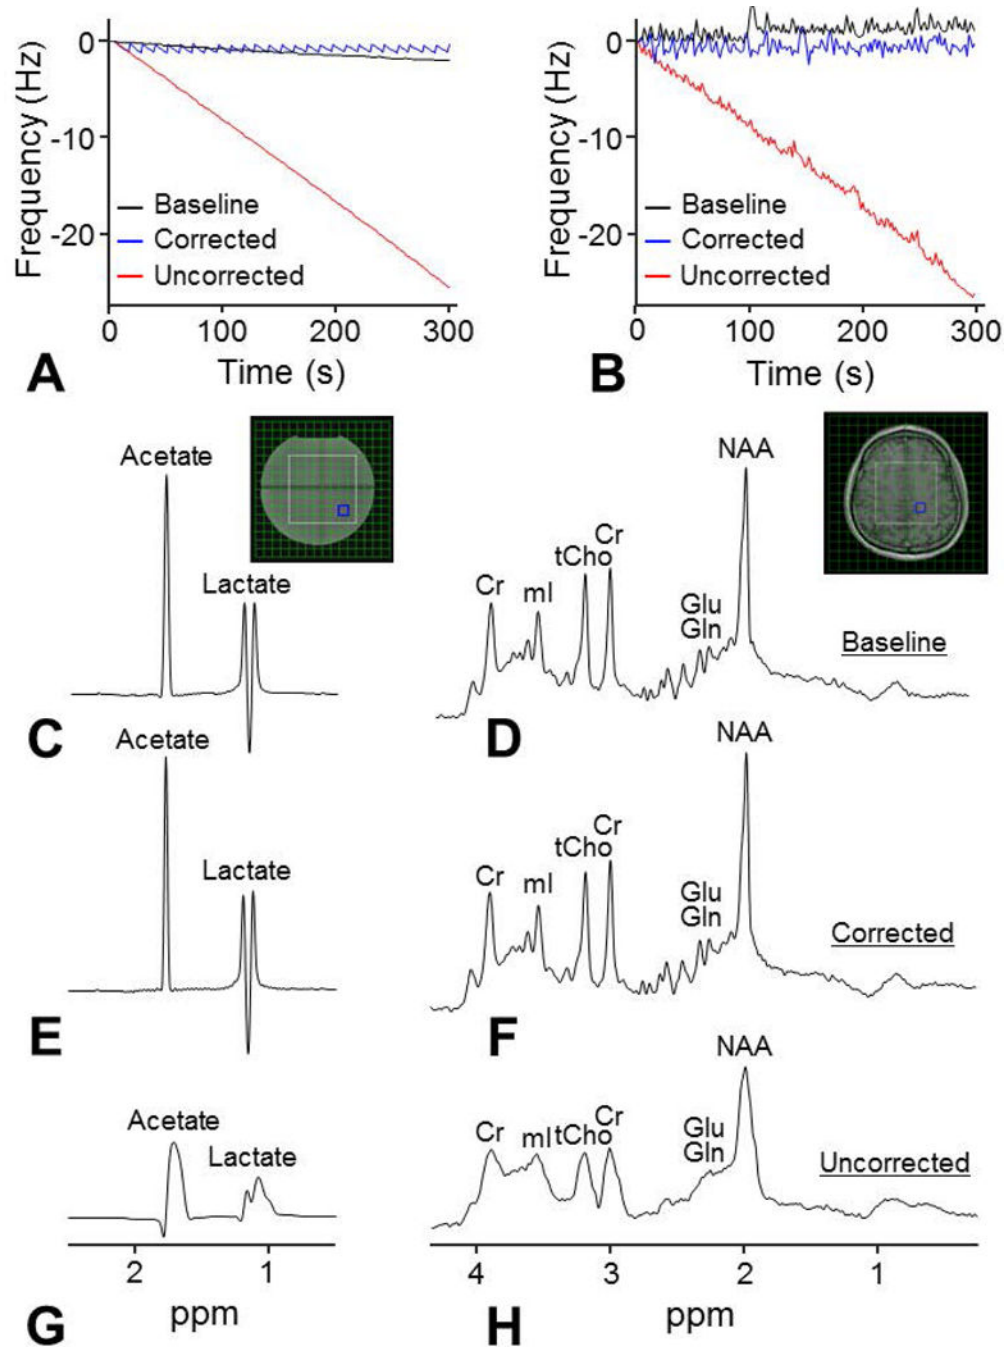 0
-10
-20
Frequency (Hz)
Baseline
Corrected
Uncorrected
0 100 200 300
Time (s)
A
0
-10
-20
Frequency (Hz)
Baseline
Corrected
Uncorrected
0 100 200 300
Time (s)
B
Acetate
Lactate
C
NAA
Cr
tCho
Cr
mI
Glu
Gln
Baseline
D
Acetate
Lactate
E
NAA
Cr
tCho
Cr
mI
Glu
Gln
Corrected
F
Acetate
Lactate
2 1
ppm
G
NAA
Cr
Cr
mI tCho
Glu
Gln
Uncorrected
4 3 2 1
ppm
H